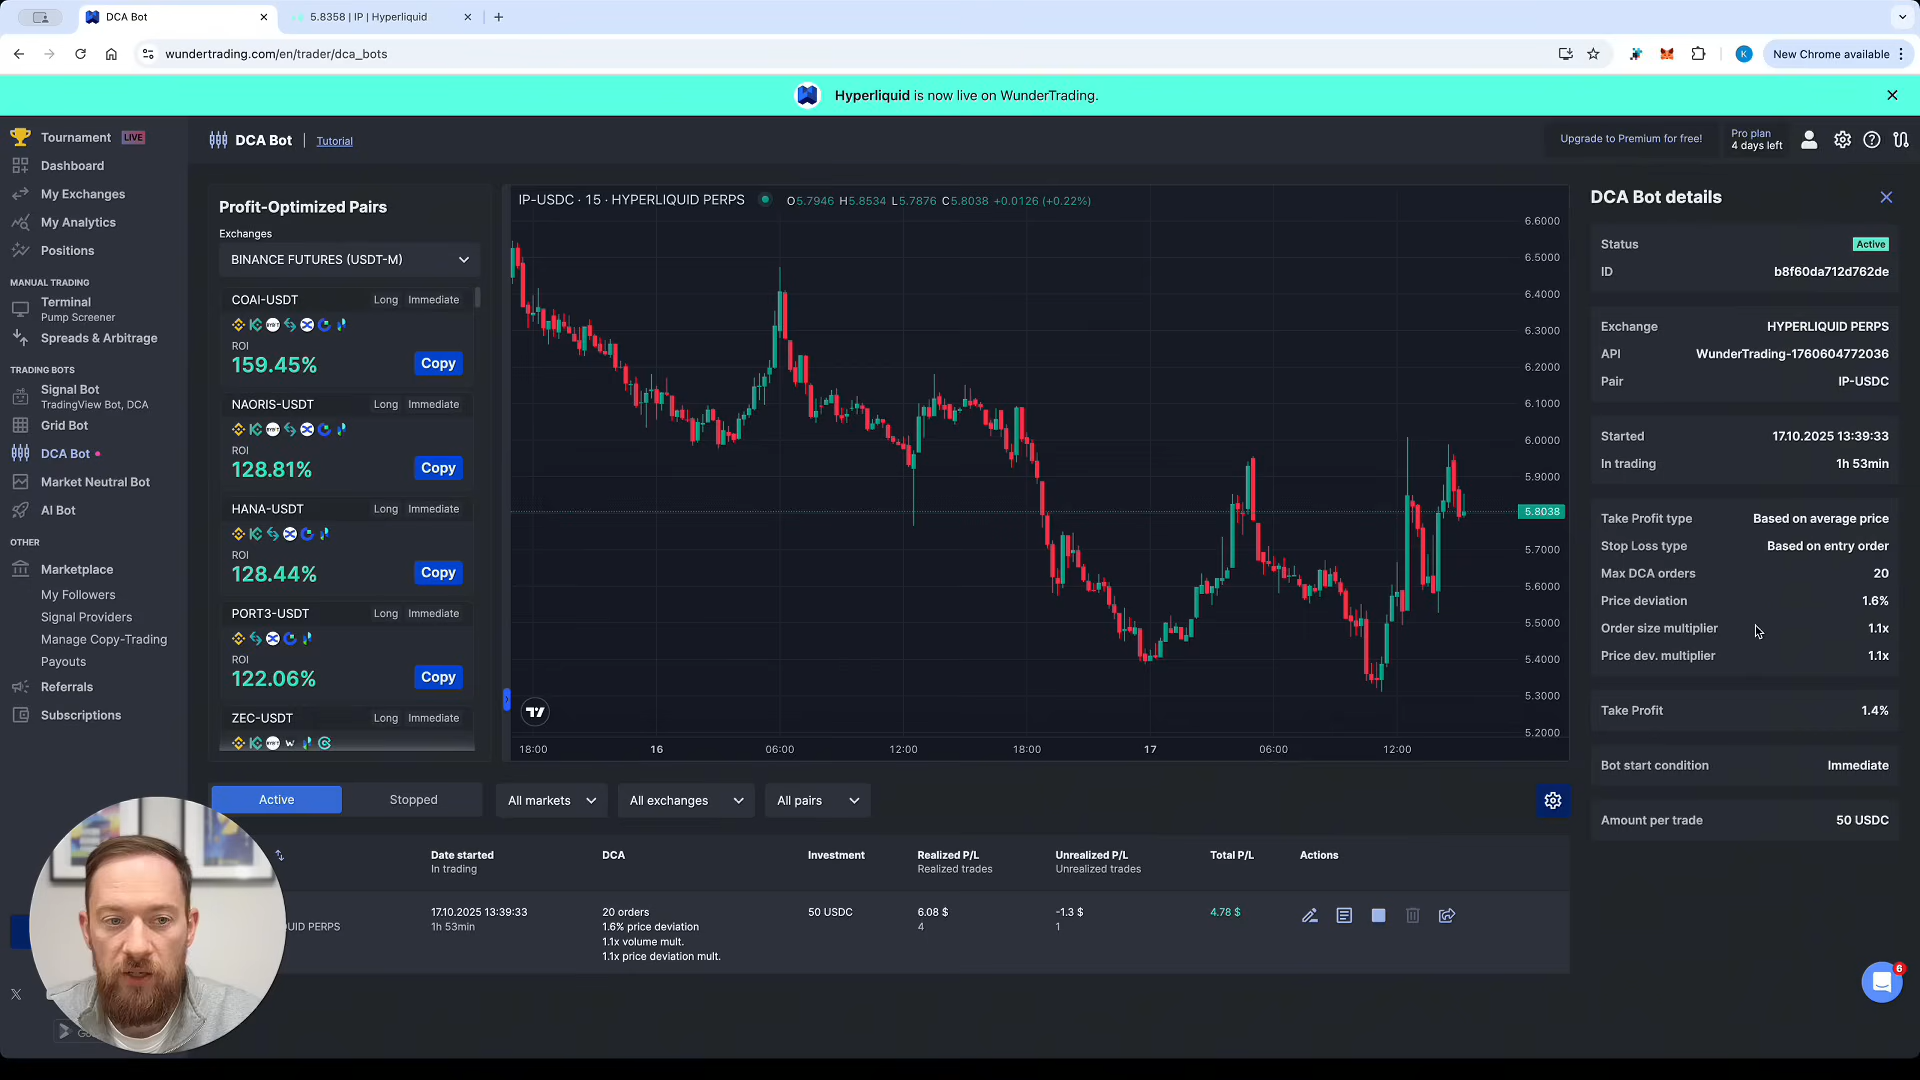 DCA Bot
5.8358 | IP | Hyperliquid
wundertrading.com/en/trader/dca_bots
K
New Chrome available
Hyperliquid is now live on WunderTrading.
Tournament LIVE
Dashboard
My Exchanges
My Analytics
Positions
MANUAL TRADING
Terminal
Pump Screener
Spreads & Arbitrage
TRADING BOTS
Signal Bot
TradingView Bot, DCA
Grid Bot
DCA Bot
Market Neutral Bot
AI Bot
OTHER
Marketplace
My Followers
Signal Providers
Manage Copy-Trading
Payouts
Referrals
Subscriptions
DCA Bot | Tutorial
Upgrade to Premium for free!
Pro plan
4 days left
Profit-Optimized Pairs
Exchanges
BINANCE FUTURES (USDT-M)
COAI-USDT Long Immediate
ROI
159.45% Copy
NAORIS-USDT Long Immediate
ROI
128.81% Copy
HANA-USDT Long Immediate
ROI
128.44% Copy
PORT3-USDT Long Immediate
ROI
122.06% Copy
ZEC-USDT Long Immediate
IP-USDC · 15 · HYPERLIQUID PERPS O5.7946 H5.8534 L5.7876 C5.8038 +0.0126 (+0.22%)
6.6000
6.5000
6.4000
6.3000
6.2000
6.1000
6.0000
5.9000
5.8038
5.7000
5.6000
5.5000
5.4000
5.3000
5.2000
18:00 16 06:00 12:00 18:00 17 06:00 12:00
DCA Bot details
Status Active
ID b8f60da712d762de
Exchange HYPERLIQUID PERPS
API WunderTrading-1760604772036
Pair IP-USDC
Started 17.10.2025 13:39:33
In trading 1h 53min
Take Profit type Based on average price
Stop Loss type Based on entry order
Max DCA orders 20
Price deviation 1.6%
Order size multiplier 1.1x
Price dev. multiplier 1.1x
Take Profit 1.4%
Bot start condition Immediate
Amount per trade 50 USDC
Active Stopped All markets All exchanges All pairs
Date started DCA Investment Realized P/L Unrealized P/L Total P/L Actions
In trading Realized trades Unrealized trades
17.10.2025 13:39:33 20 orders 50 USDC 6.08 $ -1.3 $ 4.78 $
UID PERPS 1h 53min 1.6% price deviation 4 1
1.1x volume mult.
1.1x price deviation mult.
6